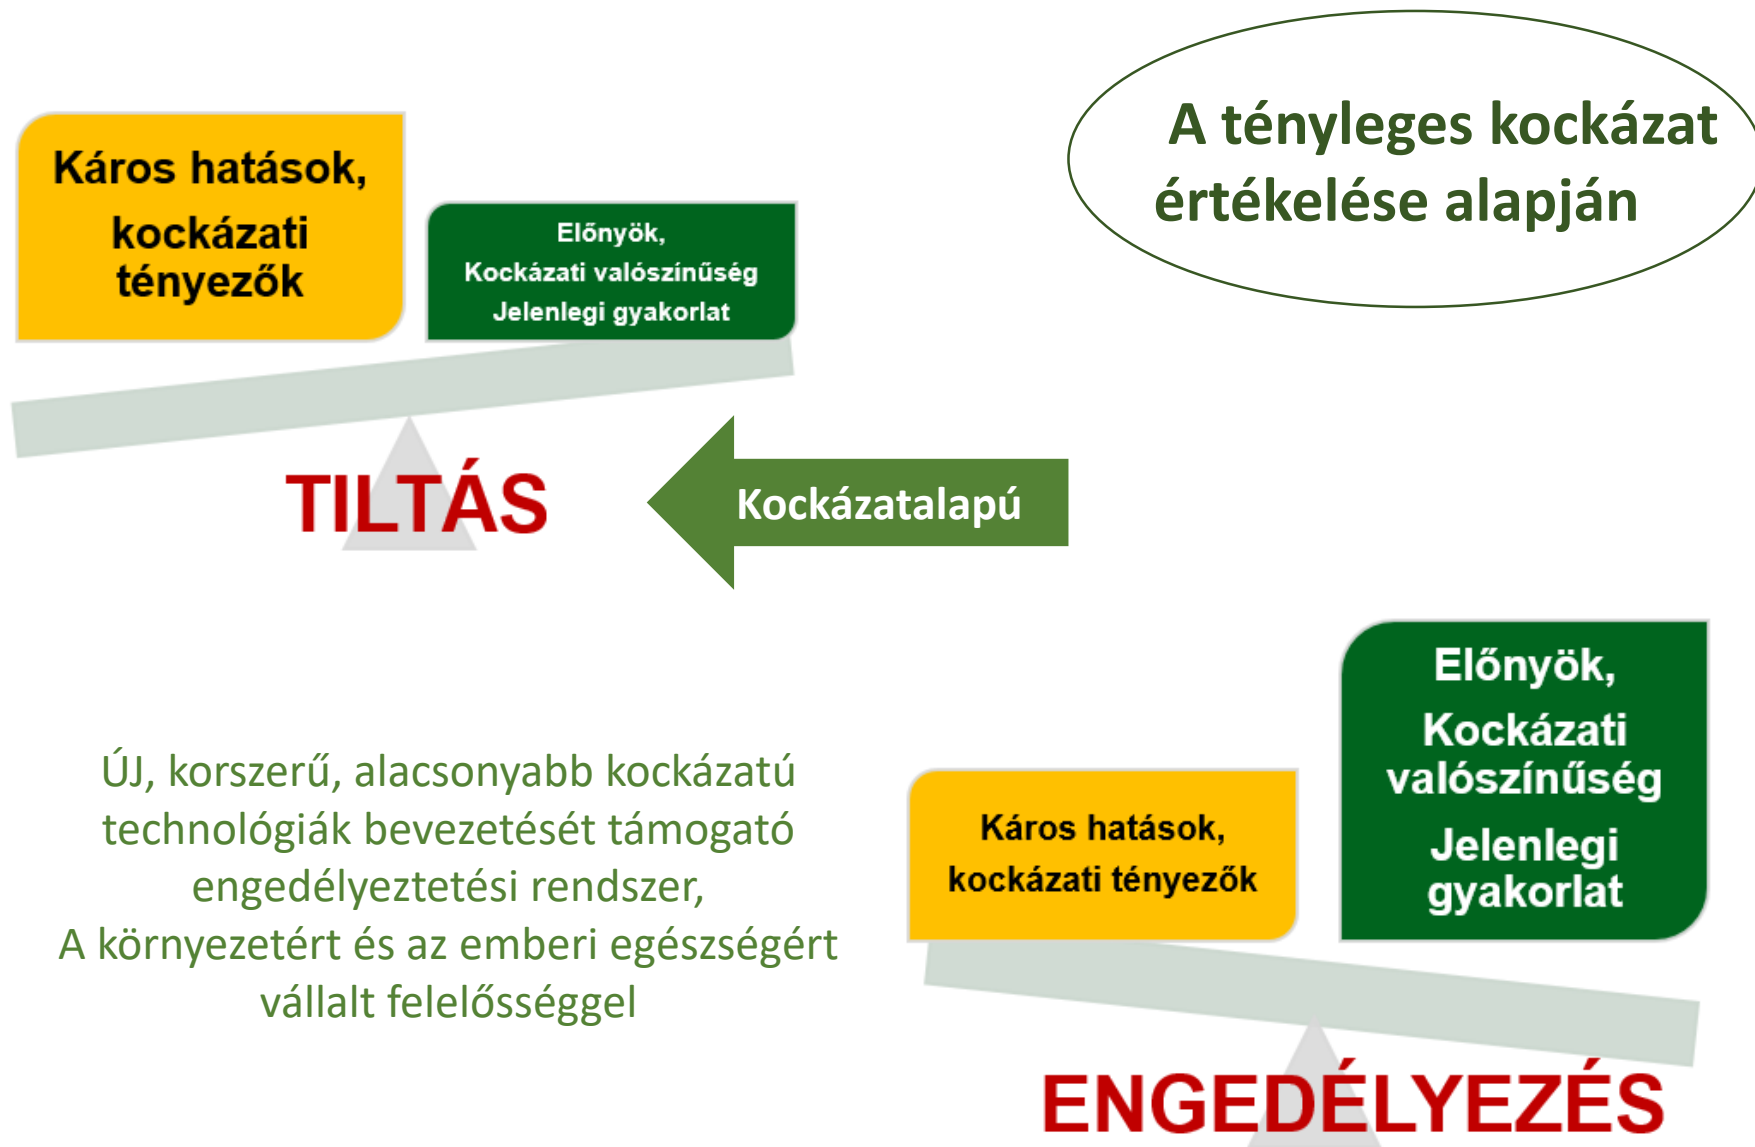 A tényleges kockázat
értékelése alapján
Káros hatások,
kockázati
tényezők
Előnyök,
Kockázati valószínűség
Jelenlegi gyakorlat
TILTÁS
Kockázatalapú
ÚJ, korszerű, alacsonyabb kockázatú
technológiák bevezetését támogató
engedélyeztetési rendszer,
A környezetért és az emberi egészségért
vállalt felelősséggel
Káros hatások,
kockázati tényezők
Előnyök,
Kockázati
valószínűség
Jelenlegi
gyakorlat
ENGEDÉLYEZÉS